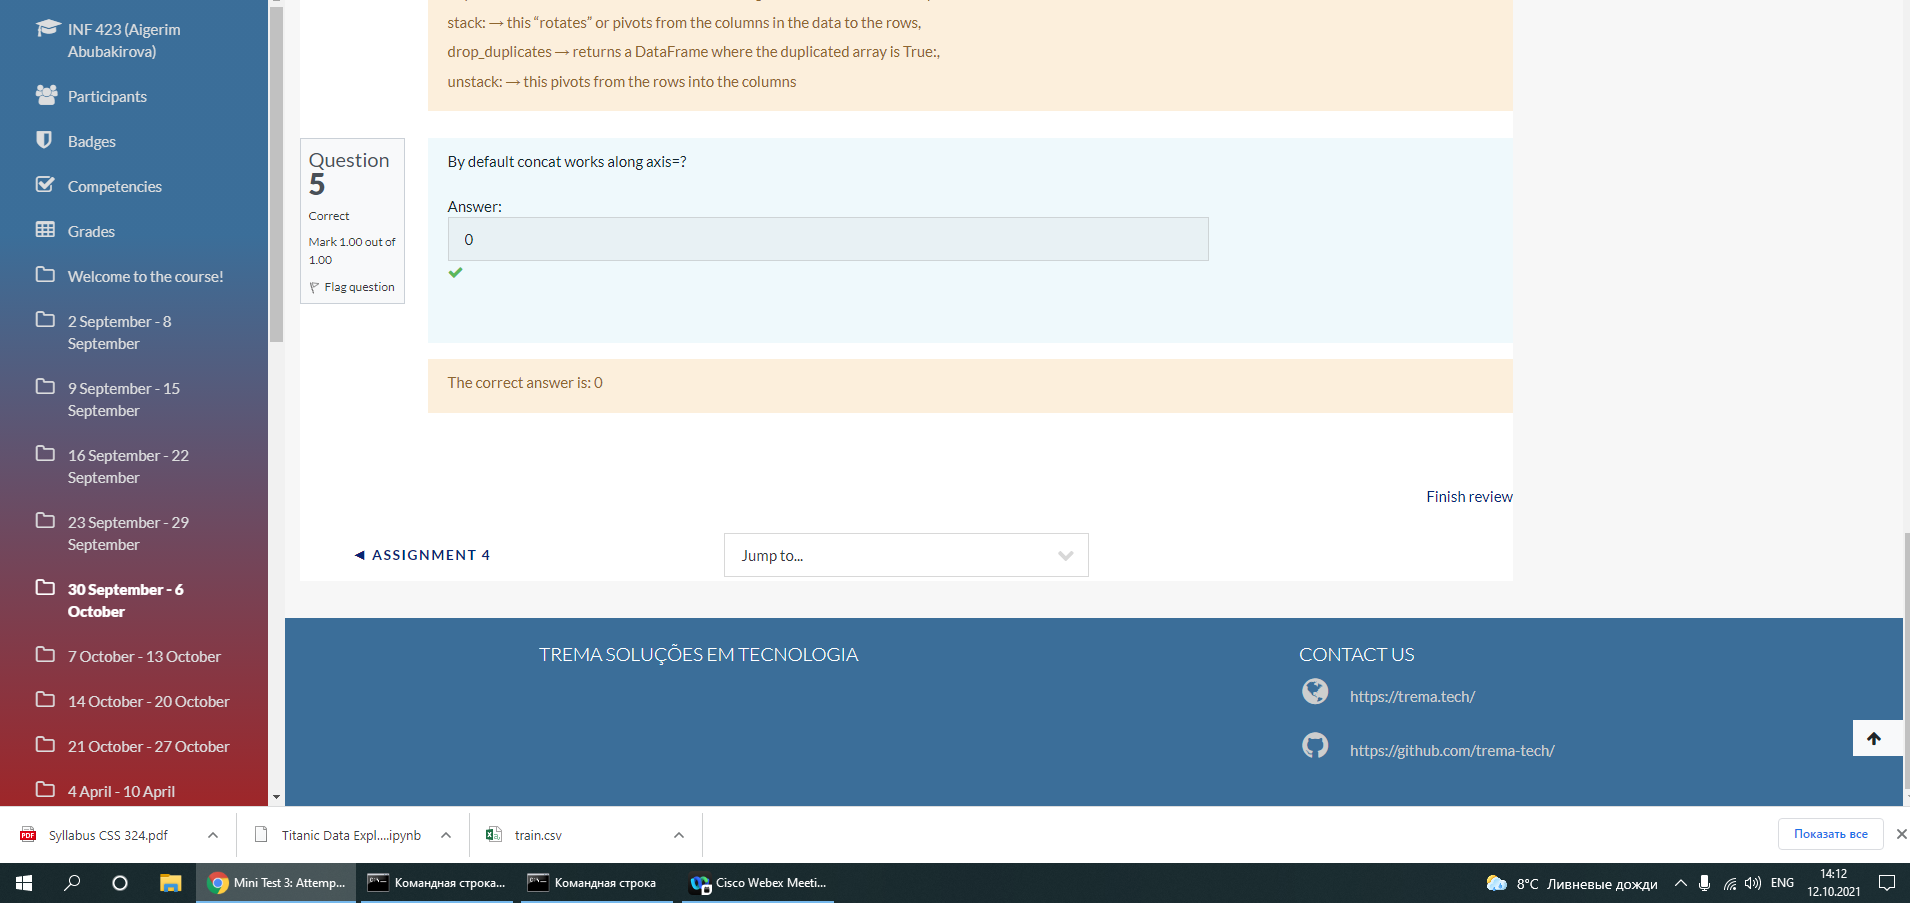 INF 423 (Aigerim
Abubakirova)
Participants
Badges
Competencies
Grades
Welcome to the course!
2 September - 8
September
9 September - 15
September
16 September - 22
September
23 September - 29
September
30 September - 6
October
7 October - 13 October
14 October - 20 October
21 October - 27 October
4 April - 10 April
stack: → this “rotates” or pivots from the columns in the data to the rows,
drop_duplicates → returns a DataFrame where the duplicated array is True:,
unstack: → this pivots from the rows into the columns
Question
5
Correct
Mark 1.00 out of
1.00
Flag question
By default concat works along axis=?
Answer:
0
The correct answer is: 0
Finish review
◄ ASSIGNMENT 4
Jump to...
TREMA SOLUÇÕES EM TECNOLOGIA
CONTACT US
https://trema.tech/
https://github.com/trema-tech/
Syllabus CSS 324.pdf
Titanic Data Expl....ipynb
train.csv
Показать все
Mini Test 3: Attemp...
Командная строка...
Командная строка
Cisco Webex Meeti...
8°C Ливневые дожди
ENG
14:12
12.10.2021